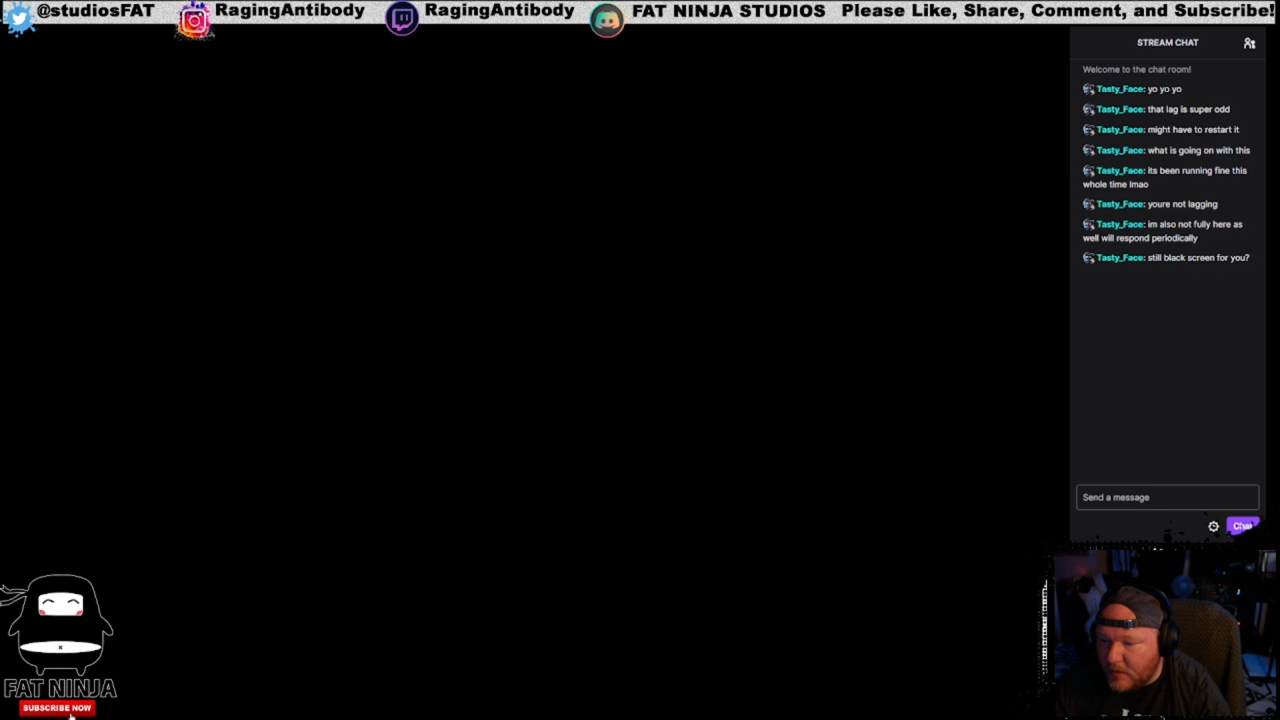 @studiosFAT RagingAntibody RagingAntibody FAT NINJA STUDIOS Please Like, Share, Comment, and Subscribe!
STREAM CHAT
Welcome to the chat room!
Tasty_Face: yo yo yo
Tasty_Face: that lag is super odd
Tasty_Face: might have to restart it
Tasty_Face: what is going on with this
Tasty_Face: its been running fine this
whole time lmao
Tasty_Face: youre not lagging
Tasty_Face: im also not fully here as
well will respond periodically
Tasty_Face: still black screen for you?
Send a message
Chat
FAT NINJA
SUBSCRIBE NOW